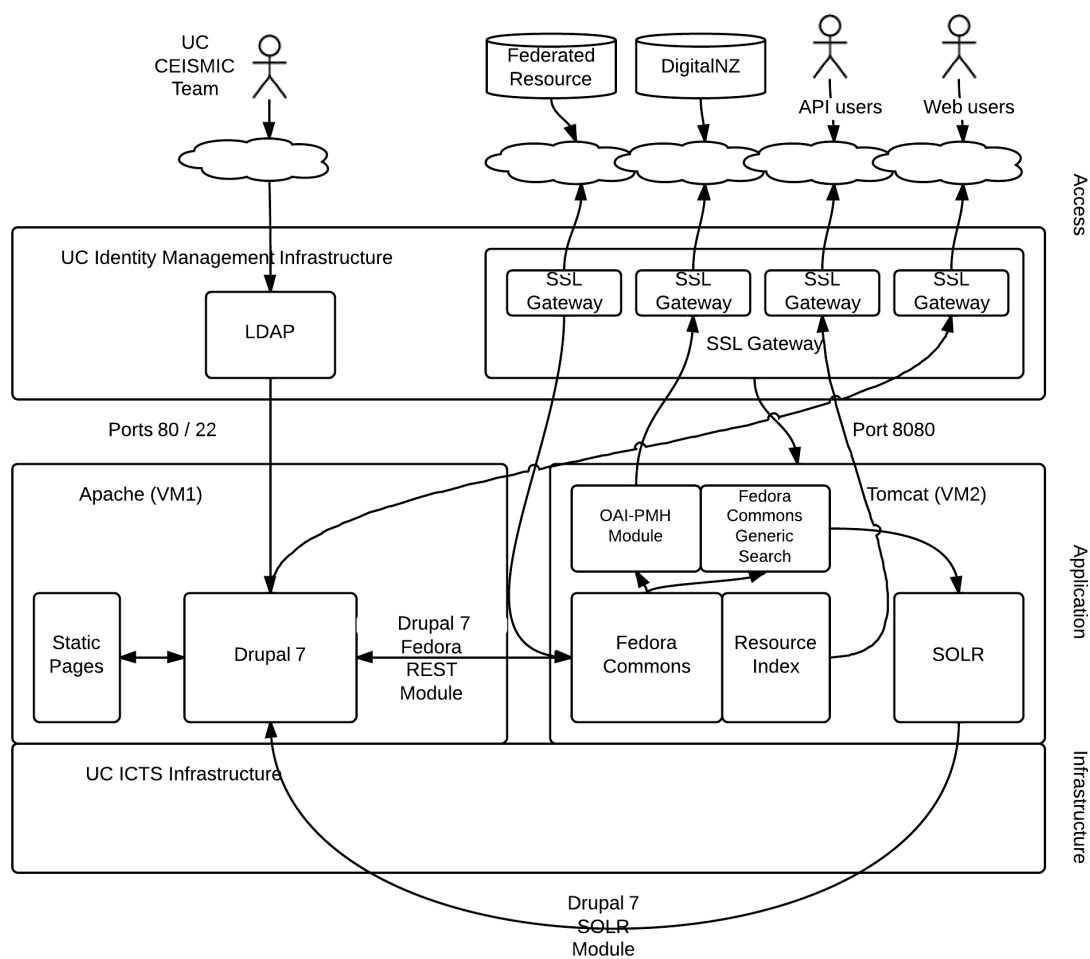 UC
CEISMIC
Team
Federated
Resource
DigitalNZ
API users
Web users
Access
UC Identity Management Infrastructure
LDAP
SSL
Gateway
SSL
Gateway
SSL
Gateway
SSL
Gateway
SSL Gateway
Ports 80 / 22
Port 8080
Apache (VM1)
Tomcat (VM2)
OAI-PMH
Module
Fedora
Commons
Generic
Search
Application
Static
Pages
Drupal 7
Drupal 7
Fedora
REST
Module
Fedora
Commons
Resource
Index
SOLR
UC ICTS Infrastructure
Infrastructure
Drupal 7
SOLR
Module